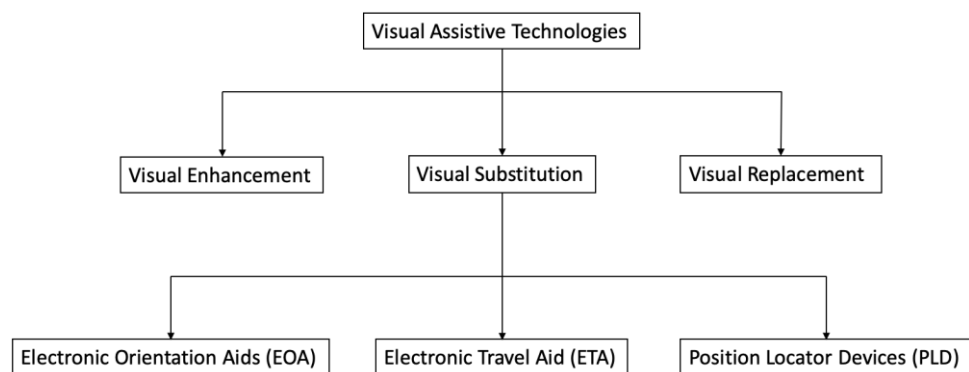 Visual Assistive Technologies
Visual Enhancement
Visual Substitution
Visual Replacement
Electronic Orientation Aids (EOA)
Electronic Travel Aid (ETA)
Position Locator Devices (PLD)